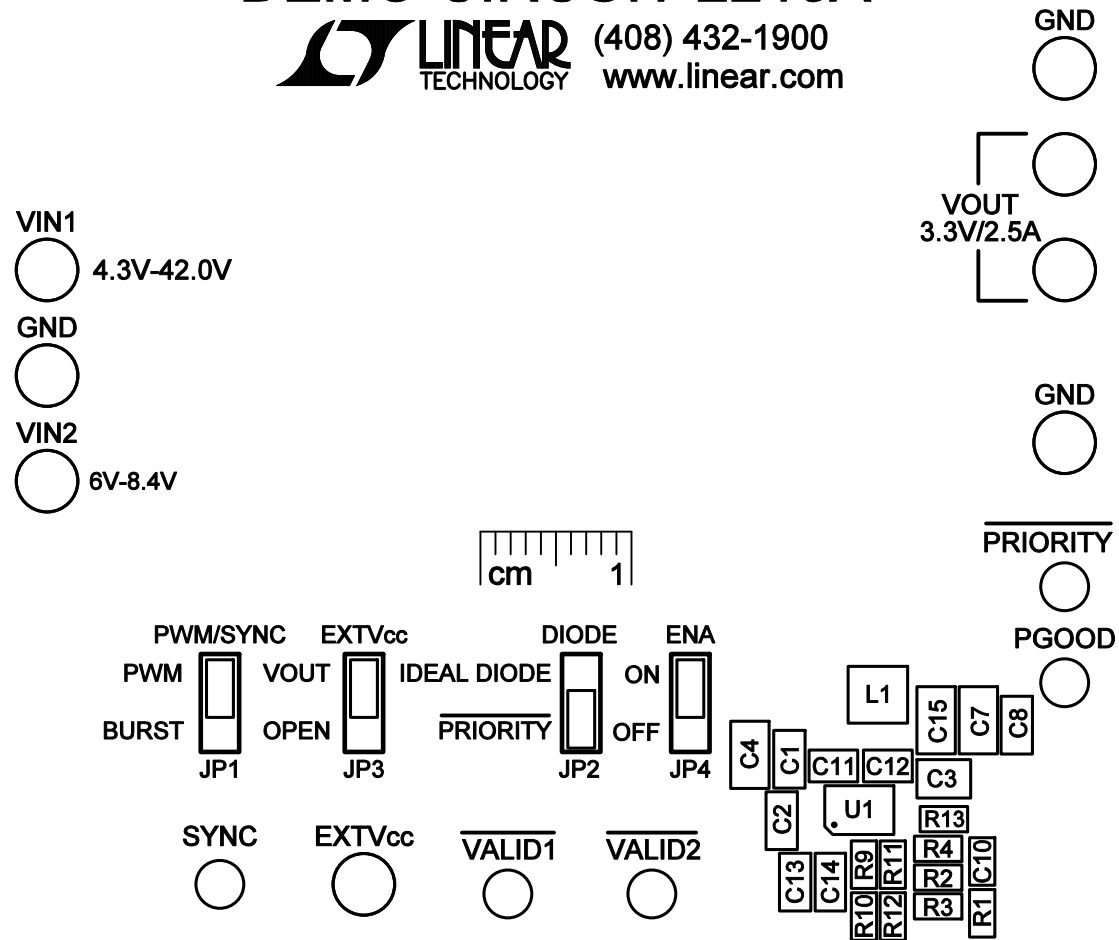 LINEAR
TECHNOLOGY
(408) 432-1900
www.linear.com
GND
VOUT
3.3V/2.5A
VIN1
4.3V-42.0V
GND
VIN2
6V-8.4V
GND
PRIORITY
PGOOD
cm 1
PWM/SYNC
PWM
BURST
JP1
EXTVcc
VOUT
OPEN
JP3
DIODE
IDEAL DIODE
PRIORITY
JP2
ENA
ON
OFF
JP4
SYNC
EXTVcc
VALID1
VALID2
L1
C15
C7
C8
C4
C1
C11
C12
C3
C2
U1
R13
C13
C14
R9
R11
R4
R2
R3
C10
R10
R12
R1